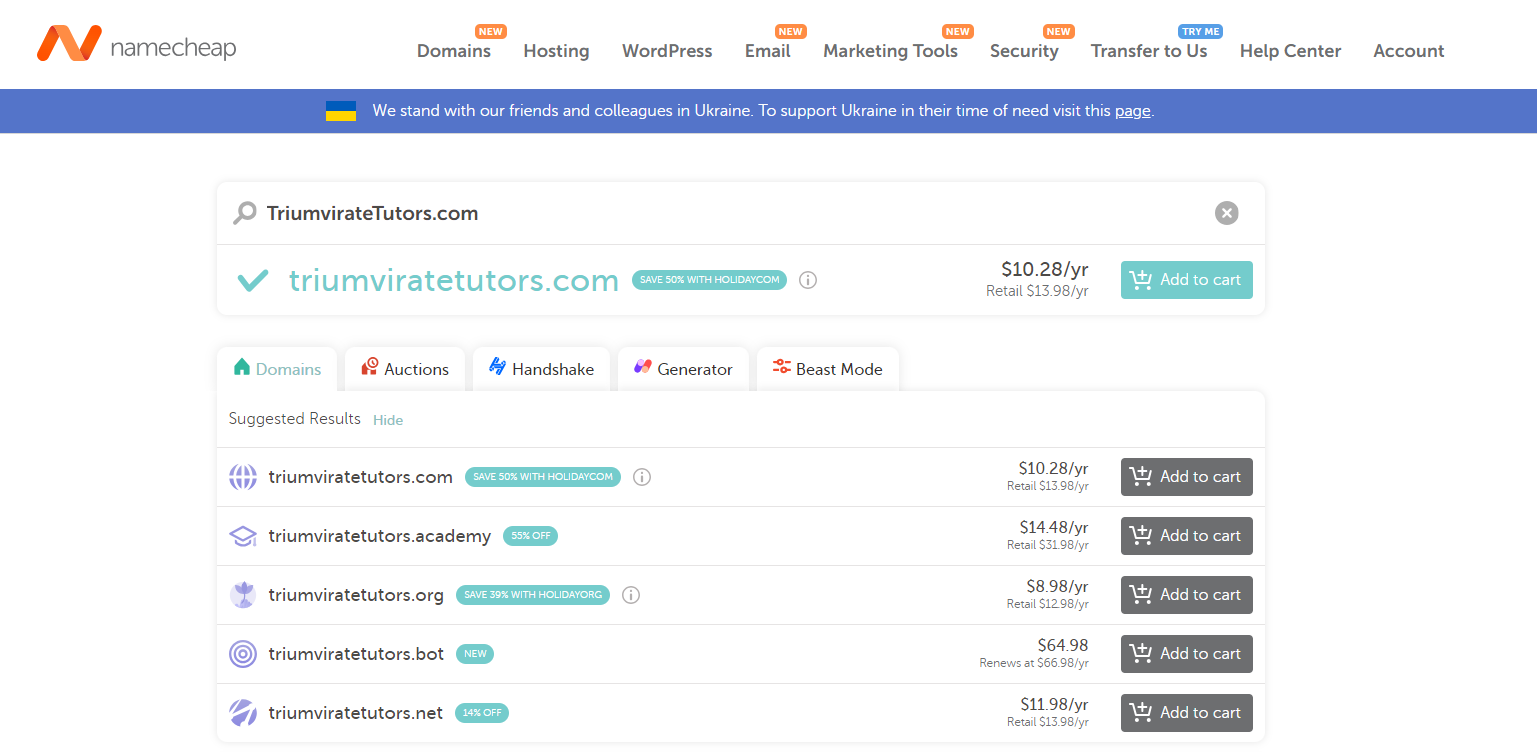 namecheap
NEW NEW NEW NEW TRY ME
Domains Hosting WordPress Email Marketing Tools Security Transfer to Us Help Center Account
We stand with our friends and colleagues in Ukraine. To support Ukraine in their time of need visit this page.
TriumvirateTutors.com
triumviratetutors.com SAVE 50% WITH HOLIDAYCOM $10.28/yr Add to cart
Retail $13.98/yr
Domains Auctions Handshake Generator Beast Mode
Suggested Results Hide
triumviratetutors.com SAVE 50% WITH HOLIDAYCOM $10.28/yr Add to cart
Retail $13.98/yr
triumviratetutors.academy 55% OFF $14.48/yr Add to cart
Retail $31.98/yr
triumviratetutors.org SAVE 39% WITH HOLIDAYORG $8.98/yr Add to cart
Retail $12.98/yr
triumviratetutors.bot NEW $64.98 Add to cart
Renews at $66.98/yr
triumviratetutors.net 14% OFF $11.98/yr Add to cart
Retail $13.98/yr